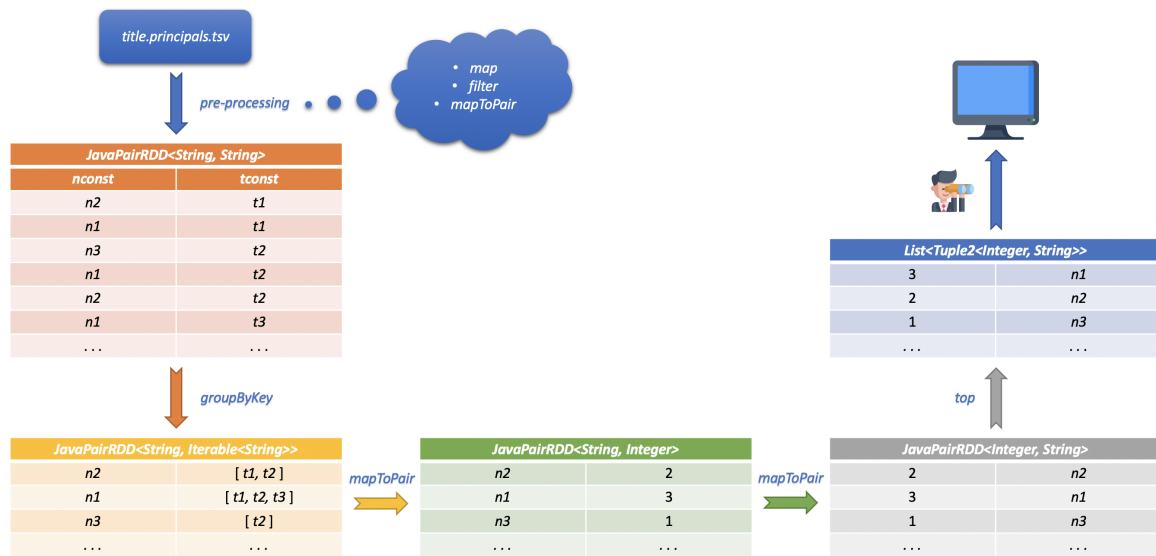 title.principals.tsv
pre-processing
• map
• filter
• mapToPair
JavaPairRDD<String, String>
nconst tconst
n2 t1
n1 t1
n3 t2
n1 t2
n2 t2
n1 t3
. . . . . .
groupByKey
JavaPairRDD<String, Iterable<String>>
n2 [ t1, t2 ]
n1 [ t1, t2, t3 ]
n3 [ t2 ]
. . . . . .
mapToPair
JavaPairRDD<String, Integer>
n2 2
n1 3
n3 1
. . . . . .
mapToPair
JavaPairRDD<Integer, String>
2 n2
3 n1
1 n3
. . . . . .
top
List<Tuple2<Integer, String>>
3 n1
2 n2
1 n3
. . . . . .